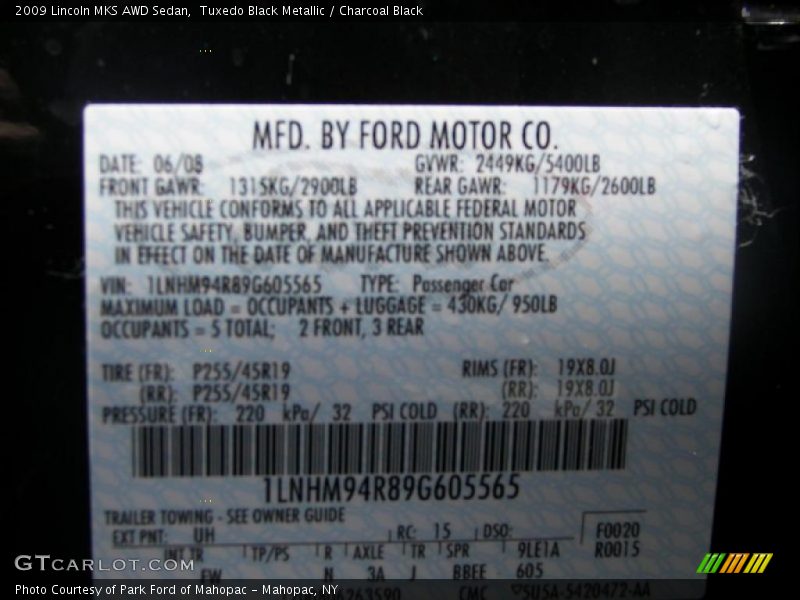 2009 Lincoln MKS AWD Sedan, Tuxedo Black Metallic / Charcoal Black
MFD. BY FORD MOTOR CO.
DATE: 06/08 GVWR: 2449KG/5400LB
FRONT GAWR: 1315KG/2900LB REAR GAWR: 1179KG/2600LB
THIS VEHICLE CONFORMS TO ALL APPLICABLE FEDERAL MOTOR
VEHICLE SAFETY, BUMPER, AND THEFT PREVENTION STANDARDS
IN EFFECT ON THE DATE OF MANUFACTURE SHOWN ABOVE.
VIN: 1LNHM94R89G605565 TYPE: Passenger Car
MAXIMUM LOAD = OCCUPANTS + LUGGAGE = 430KG/ 950LB
OCCUPANTS = 5 TOTAL; 2 FRONT, 3 REAR
TIRE (FR): P255/45R19 RIMS (FR): 19X8.0J
(RR): P255/45R19 (RR): 19X8.0J
PRESSURE (FR): 220 kPa/ 32 PSI COLD (RR): 220 kPa/ 32 PSI COLD
1LNHM94R89G605565
TRAILER TOWING - SEE OWNER GUIDE
EXT PNT: UH RC: 15 DSO: F0020
INT TR TP/PS R AXLE TR SPR 9LE1A R0015
EW N 3A J BBEE 605
CMC
GTCARLOT.COM
Photo Courtesy of Park Ford of Mahopac - Mahopac, NY